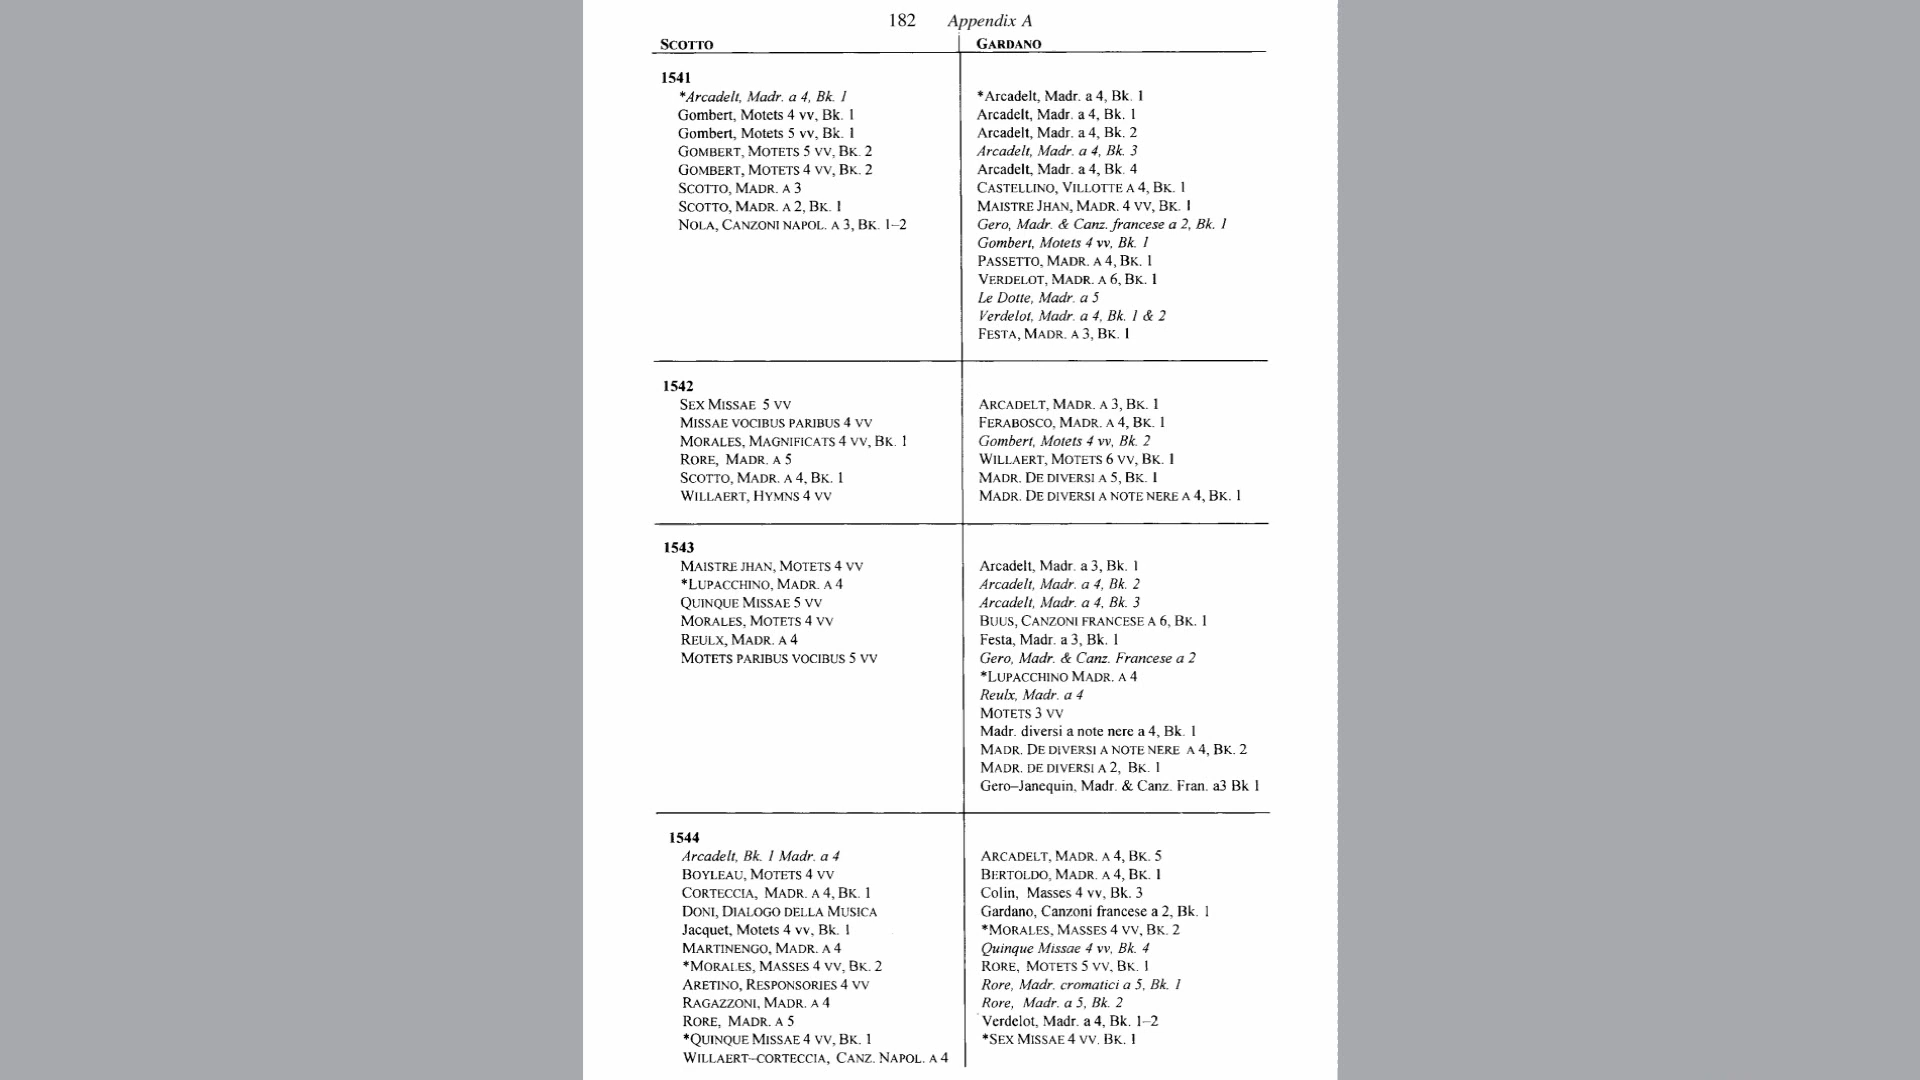 182 Appendix A
SCOTTO
GARDANO
1541
*Arcadelt, Madr. a 4, Bk. 1
Gombert, Motets 4 vv, Bk. 1
Gombert, Motets 5 vv, Bk. 1
GOMBERT, MOTETS 5 VV, BK. 2
GOMBERT, MOTETS 4 VV, BK. 2
SCOTTO, MADR. A 3
SCOTTO, MADR. A 2, BK. 1
NOLA, CANZONI NAPOL. A 3, BK. 1–2
*Arcadelt, Madr. a 4, Bk. 1
Arcadelt, Madr. a 4, Bk. 1
Arcadelt, Madr. a 4, Bk. 2
Arcadelt, Madr. a 4, Bk. 3
Arcadelt, Madr. a 4, Bk. 4
CASTELLINO, VILLOTTE A 4, BK. 1
MAISTRE JHAN, MADR. 4 VV, BK. 1
Gero, Madr. & Canz. francese a 2, Bk. 1
Gombert, Motets 4 vv, Bk. 1
PASSETTO, MADR. A 4, BK. 1
VERDELOT, MADR. A 6, BK. 1
Le Dotte, Madr. a 5
Verdelot, Madr. a 4, Bk. 1 & 2
FESTA, MADR. A 3, BK. 1
1542
SEX MISSAE 5 VV
MISSAE VOCIBUS PARIBUS 4 VV
MORALES, MAGNIFICATS 4 VV, BK. 1
RORE, MADR. A 5
SCOTTO, MADR. A 4, BK. 1
WILLAERT, HYMNS 4 VV
ARCADELT, MADR. A 3, BK. 1
FERABOSCO, MADR. A 4, BK. 1
Gombert, Motets 4 vv, Bk. 2
WILLAERT, MOTETS 6 VV, BK. 1
MADR. DE DIVERSI A 5, BK. 1
MADR. DE DIVERSI A NOTE NERE A 4, BK. 1
1543
MAISTRE JHAN, MOTETS 4 VV
*LUPACCHINO, MADR. A 4
QUINQUE MISSAE 5 VV
MORALES, MOTETS 4 VV
REULX, MADR. A 4
MOTETS PARIBUS VOCIBUS 5 VV
Arcadelt, Madr. a 3, Bk. 1
Arcadelt, Madr. a 4, Bk. 2
Arcadelt, Madr. a 4, Bk. 3
BUUS, CANZONI FRANCESE A 6, BK. 1
Festa, Madr. a 3, Bk. 1
Gero, Madr. & Canz. Francese a 2
*LUPACCHINO MADR. A 4
Reulx, Madr. a 4
MOTETS 3 VV
Madr. diversi a note nere a 4, Bk. 1
MADR. DE DIVERSI A NOTE NERE A 4, BK. 2
MADR. DE DIVERSI A 2, BK. 1
Gero–Janequin, Madr. & Canz. Fran. a3 Bk 1
1544
Arcadelt, Bk. 1 Madr. a 4
BOYLEAU, MOTETS 4 VV
CORTECCIA, MADR. A 4, BK. 1
DONI, DIALOGO DELLA MUSICA
Jacquet, Motets 4 vv, Bk. 1
MARTINENGO, MADR. A 4
*MORALES, MASSES 4 VV, BK. 2
ARETINO, RESPONSORIES 4 VV
RAGAZZONI, MADR. A 4
RORE, MADR. A 5
*QUINQUE MISSAE 4 VV, BK. 1
WILLAERT–CORTECCIA, CANZ. NAPOL. A 4
ARCADELT, MADR. A 4, BK. 5
BERTOLDO, MADR. A 4, BK. 1
Colin, Masses 4 vv, Bk. 3
Gardano, Canzoni francese a 2, Bk. 1
*MORALES, MASSES 4 VV, BK. 2
Quinque Missae 4 vv, Bk. 4
RORE, MOTETS 5 VV, BK. 1
Rore, Madr. cromatici a 5, Bk. 1
Rore, Madr. a 5, Bk. 2
Verdelot, Madr. a 4, Bk. 1–2
*SEX MISSAE 4 VV. BK. 1